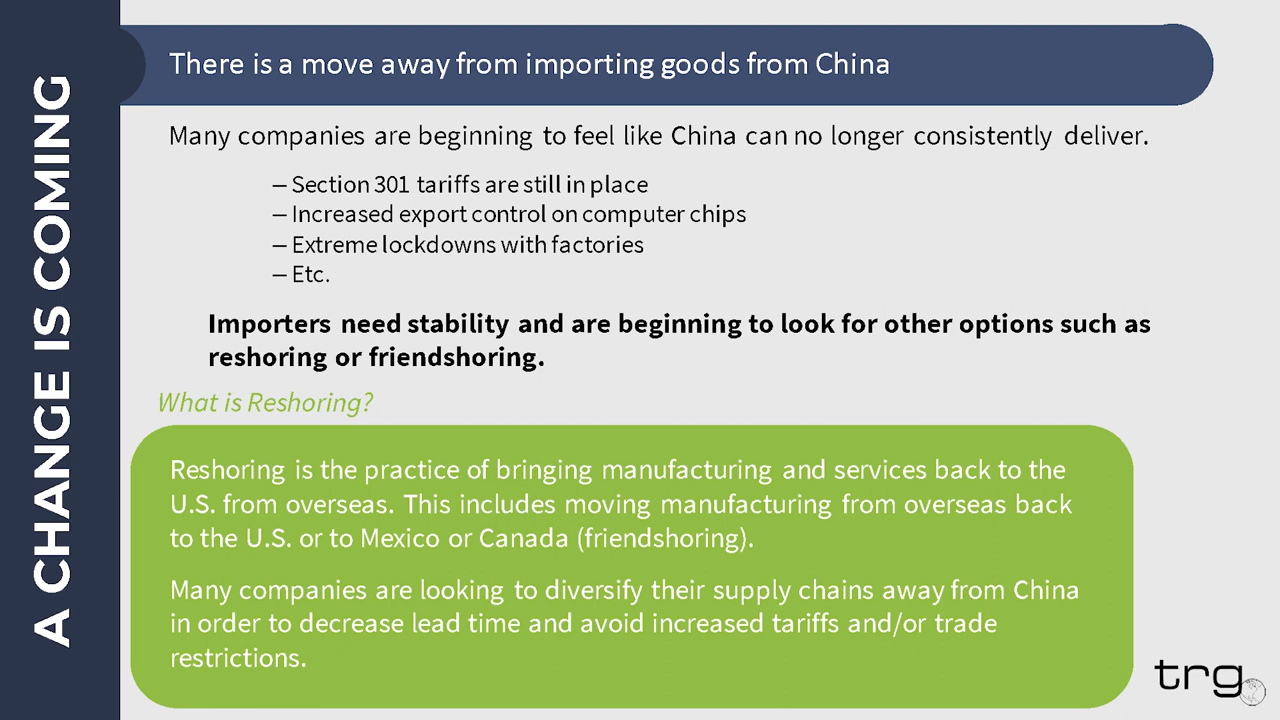 A CHANGE IS COMING
There is a move away from importing goods from China
Many companies are beginning to feel like China can no longer consistently deliver.
– Section 301 tariffs are still in place
– Increased export control on computer chips
– Extreme lockdowns with factories
– Etc.
Importers need stability and are beginning to look for other options such as
reshoring or friendshoring.
What is Reshoring?
Reshoring is the practice of bringing manufacturing and services back to the
U.S. from overseas. This includes moving manufacturing from overseas back
to the U.S. or to Mexico or Canada (friendshoring).
Many companies are looking to diversify their supply chains away from China
in order to decrease lead time and avoid increased tariffs and/or trade
restrictions.
trg